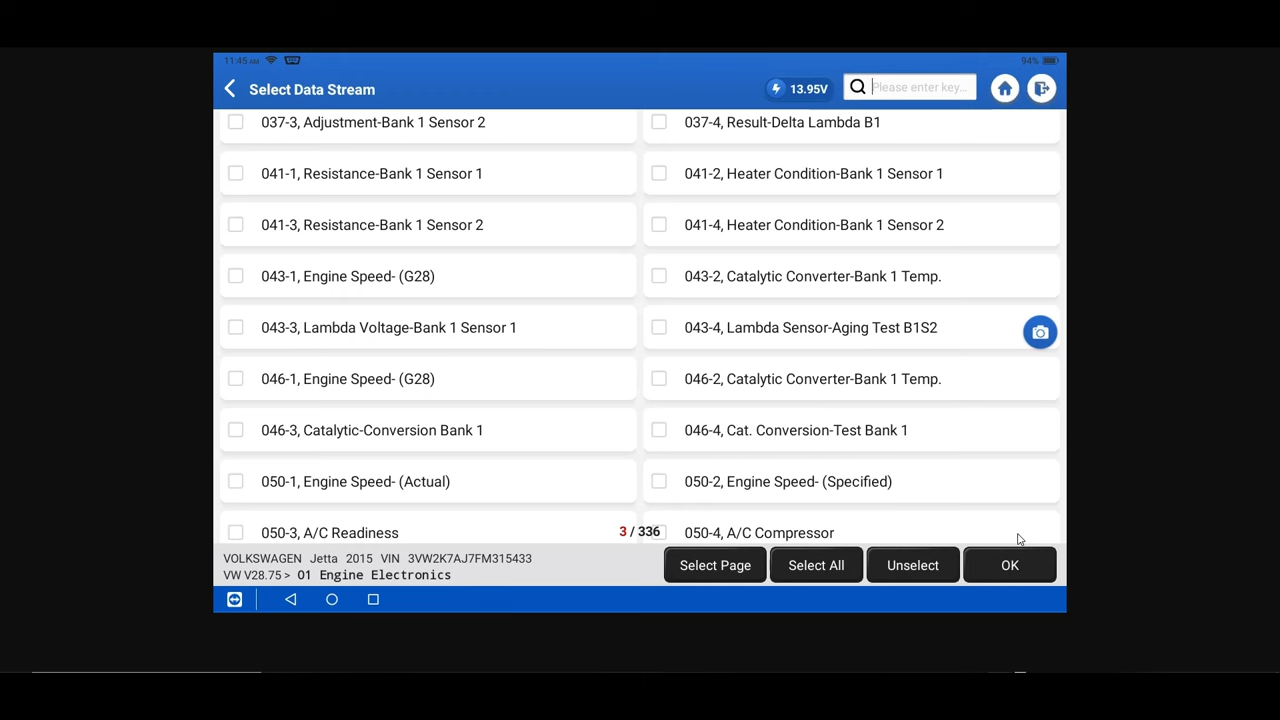 11:45 AM
94%
Select Data Stream
13.95V
Please enter key...
037-3, Adjustment-Bank 1 Sensor 2
037-4, Result-Delta Lambda B1
041-1, Resistance-Bank 1 Sensor 1
041-2, Heater Condition-Bank 1 Sensor 1
041-3, Resistance-Bank 1 Sensor 2
041-4, Heater Condition-Bank 1 Sensor 2
043-1, Engine Speed- (G28)
043-2, Catalytic Converter-Bank 1 Temp.
043-3, Lambda Voltage-Bank 1 Sensor 1
043-4, Lambda Sensor-Aging Test B1S2
046-1, Engine Speed- (G28)
046-2, Catalytic Converter-Bank 1 Temp.
046-3, Catalytic-Conversion Bank 1
046-4, Cat. Conversion-Test Bank 1
050-1, Engine Speed- (Actual)
050-2, Engine Speed- (Specified)
050-3, A/C Readiness
3 / 336
050-4, A/C Compressor
VOLKSWAGEN Jetta 2015 VIN 3VW2K7AJ7FM315433
VW V28.75 > 01 Engine Electronics
Select Page
Select All
Unselect
OK